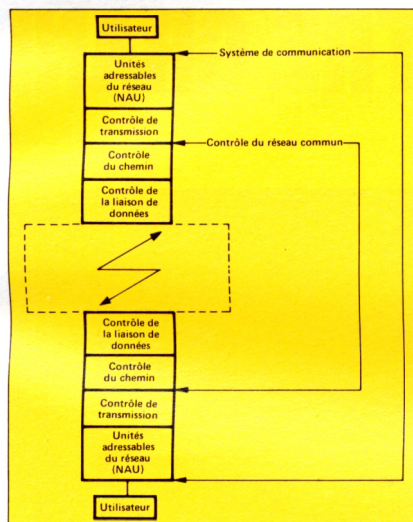 Utilisateur
Unités
adressables
du réseau
(NAU)
Système de communication
Contrôle de
transmission
Contrôle du réseau commun
Contrôle
du chemin
Contrôle de
la liaison de
données
Contrôle de
la liaison de
données
Contrôle
du chemin
Contrôle de
transmission
Unités
adressables
du réseau
(NAU)
Utilisateur